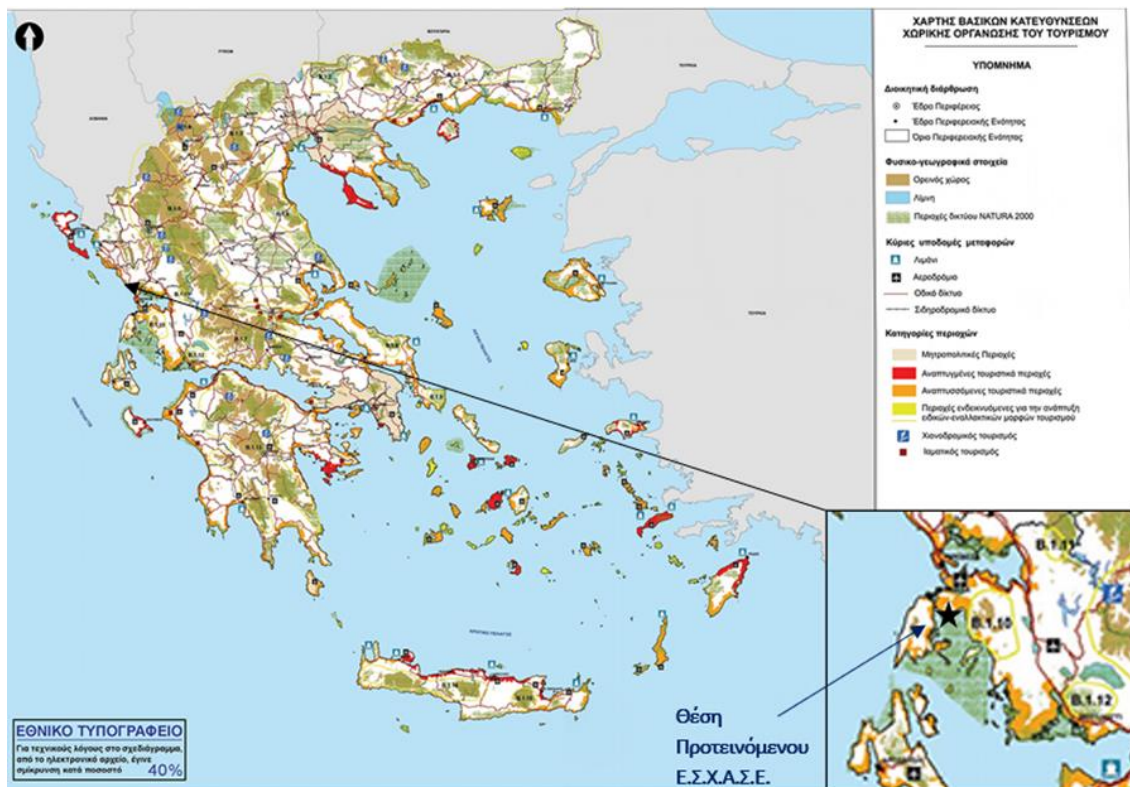 ΧΑΡΤΗΣ ΒΑΣΙΚΩΝ ΚΑΤΕΥΘΥΝΣΕΩΝ
ΧΩΡΙΚΗΣ ΟΡΓΑΝΩΣΗΣ ΤΟΥ ΤΟΥΡΙΣΜΟΥ
ΥΠΟΜΝΗΜΑ
Διοικητική διάρθρωση
Έδρα Περιφέρειας
Έδρα Περιφερειακής Ενότητας
Όρια Περιφερειακής Ενότητας
Φυσικο-γεωγραφικά στοιχεία
Ορεινός χώρος
Λίμνη
Περιοχές δικτύου NATURA 2000
Κύριες υποδομές μεταφορών
Λιμάνι
Αεροδρόμιο
Οδικό δίκτυο
Σιδηροδρομικό δίκτυο
Κατηγορίες περιοχών
Μητροπολιτικές Περιοχές
Αναπτυγμένες τουριστικά περιοχές
Αναπτυσσόμενες τουριστικά περιοχές
Περιοχές ενδεικνυόμενες για την ανάπτυξη
ειδικών-εναλλακτικών μορφών τουρισμού
Χιονοδρομικός τουρισμός
Ιαματικός τουρισμός
ΤΟΥΡΚΙΑ
ΤΟΥΡΚΙΑ
B.1.11
B.1.10
B.1.12
Θέση
Προτεινόμενου
Ε.Σ.Χ.Α.Σ.Ε.
ΕΘΝΙΚΟ ΤΥΠΟΓΡΑΦΕΙΟ
Για τεχνικούς λόγους στο σχεδιάγραμμα,
από το ηλεκτρονικό αρχείο, έγινε
σμίκρυνση κατά ποσοστό 40%